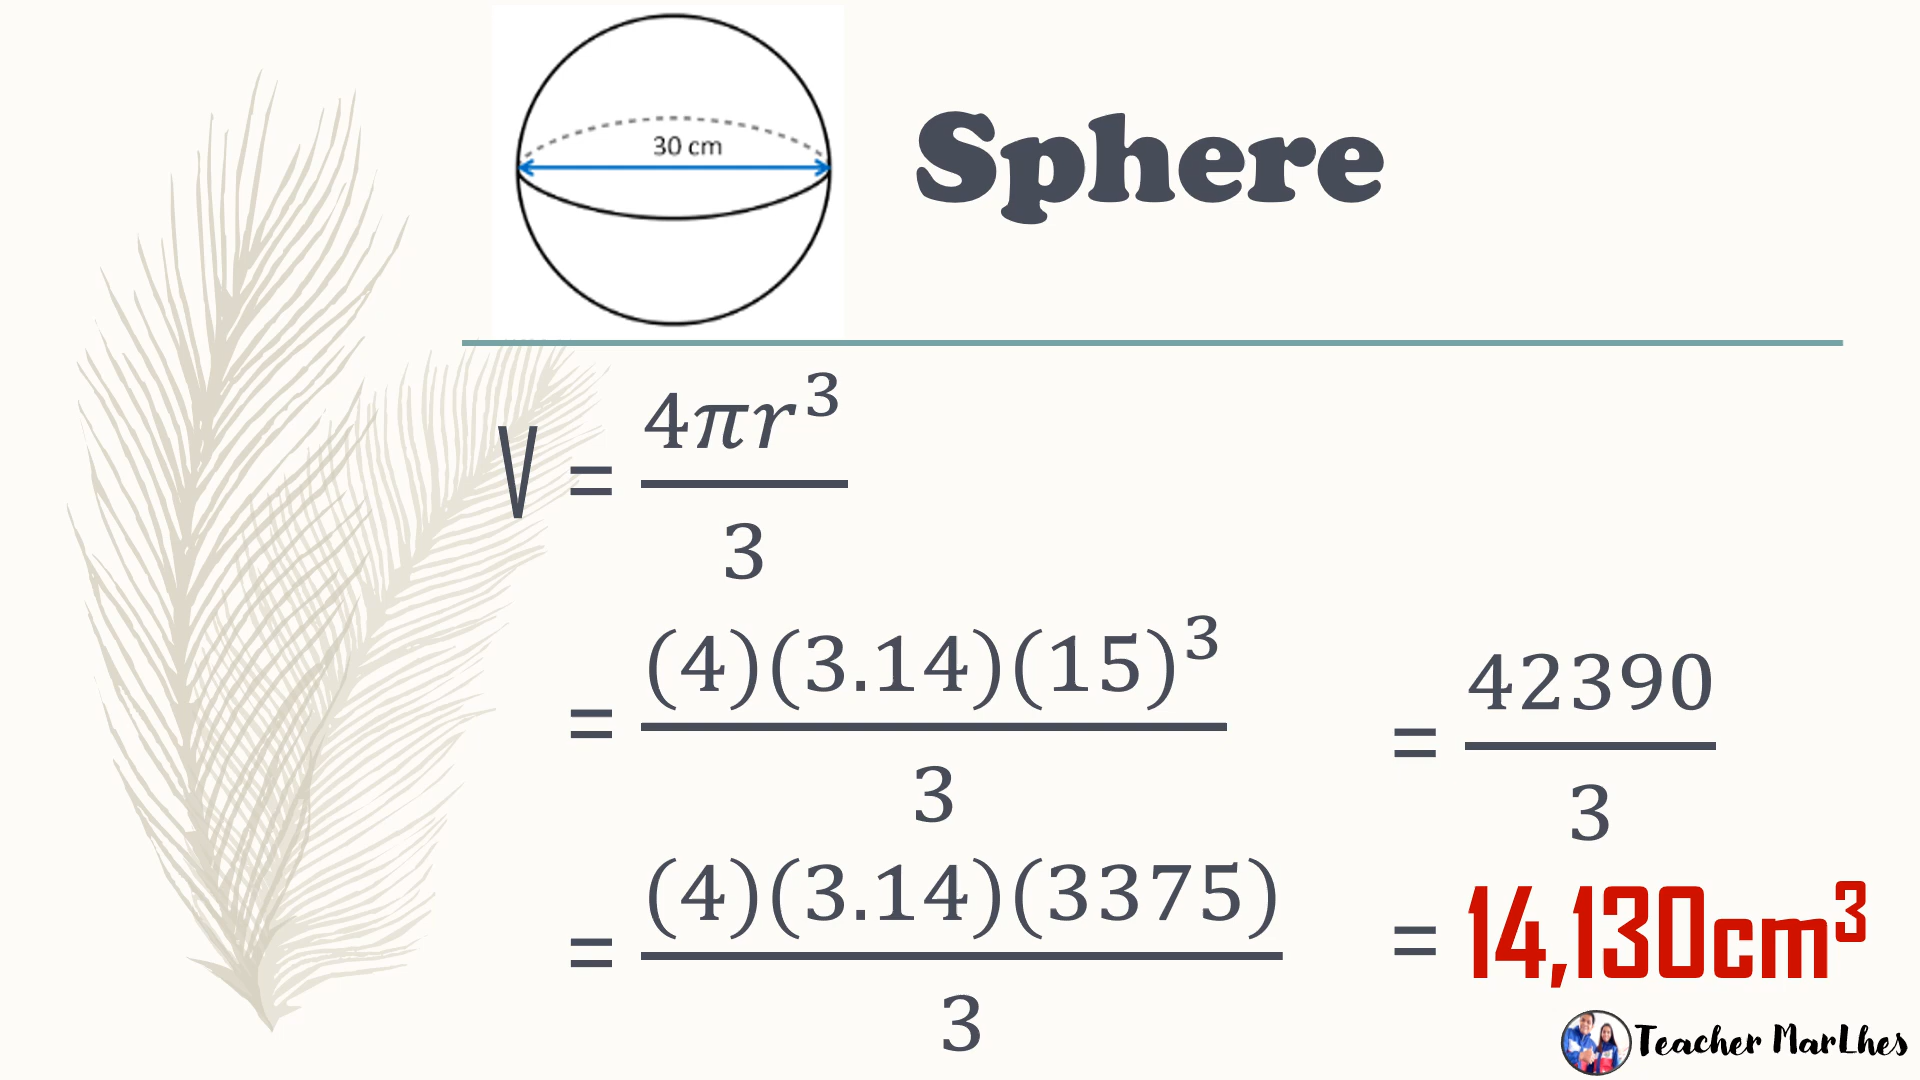 30 cm
Sphere
V = 4πr³ / 3
= (4)(3.14)(15)³ / 3
= (4)(3.14)(3375) / 3
= 42390 / 3
= 14,130cm³
Teacher MarLhes